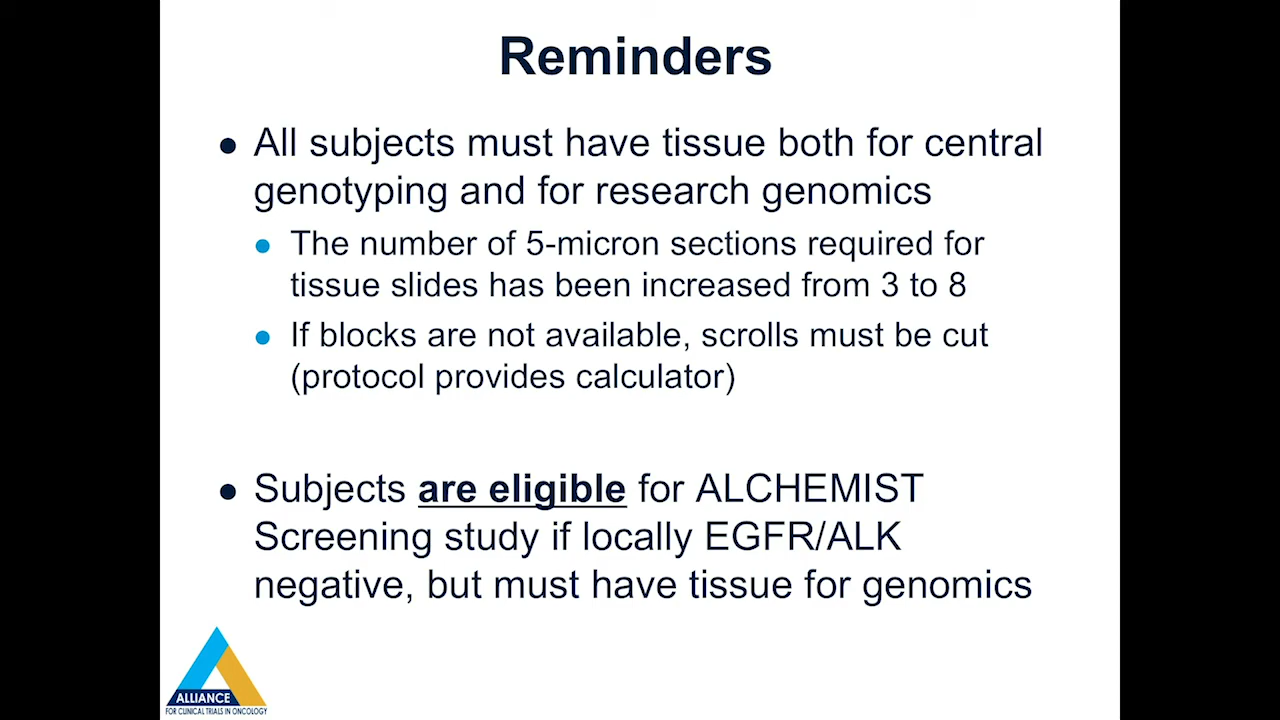 Reminders
● All subjects must have tissue both for central
genotyping and for research genomics
● The number of 5-micron sections required for
tissue slides has been increased from 3 to 8
● If blocks are not available, scrolls must be cut
(protocol provides calculator)
● Subjects are eligible for ALCHEMIST
Screening study if locally EGFR/ALK
negative, but must have tissue for genomics
ALLIANCE
FOR CLINICAL TRIALS IN ONCOLOGY